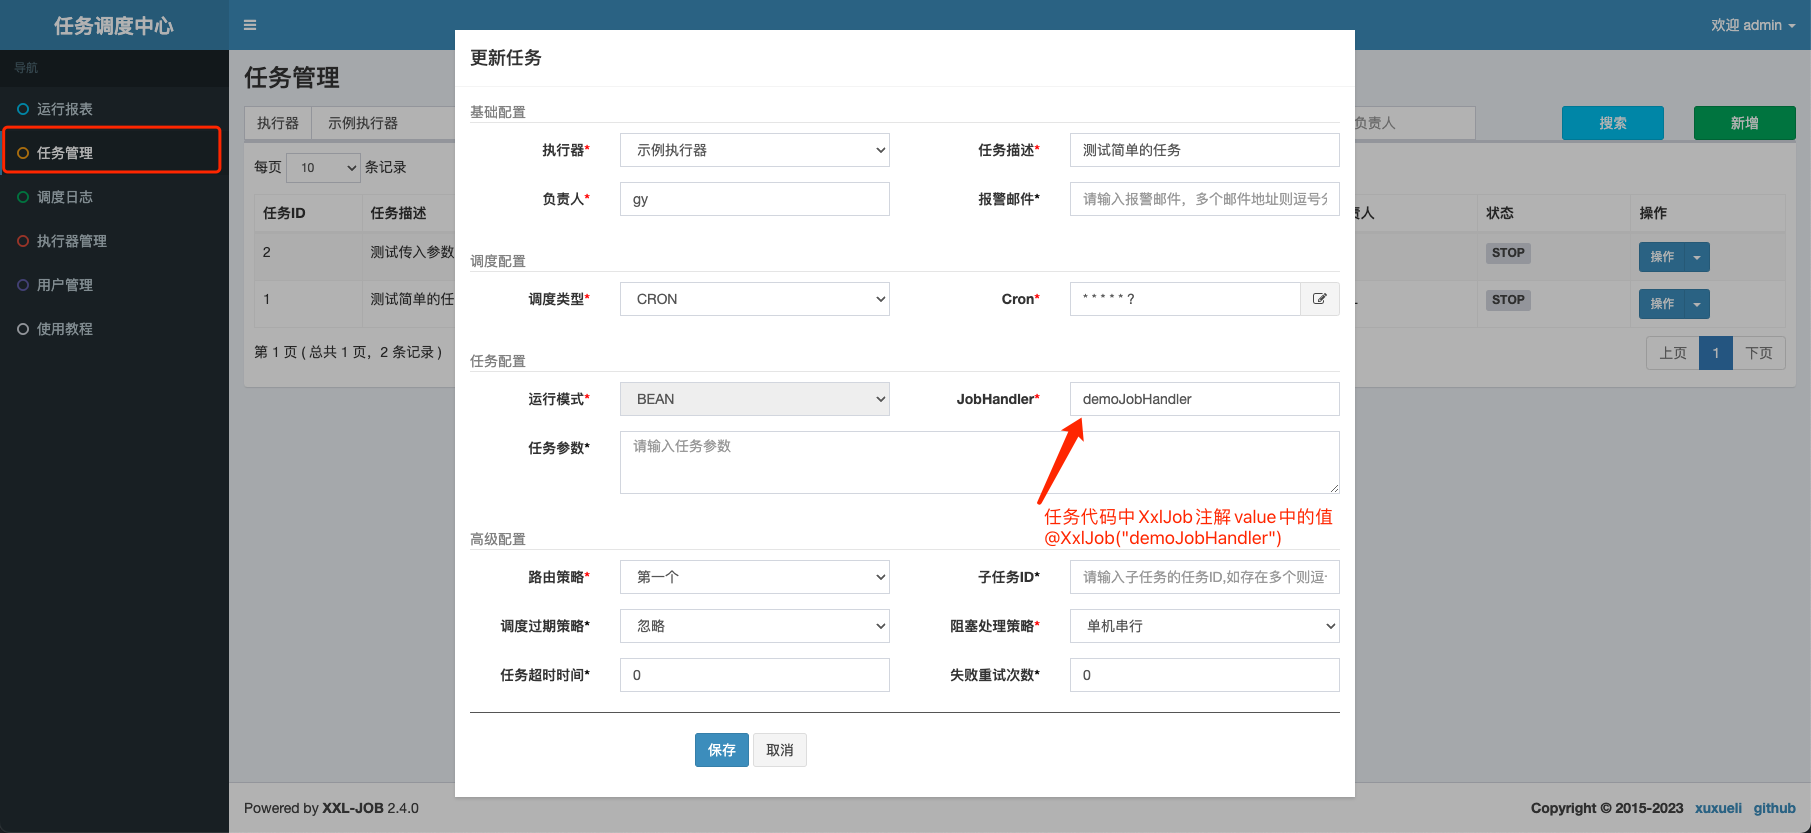 任务调度中心
欢迎 admin
导航
运行报表
任务管理
调度日志
执行器管理
用户管理
使用教程
任务管理
执行器 示例执行器 负责人 搜索 新增
每页 10 条记录
任务ID 任务描述 责人 状态 操作
2 测试传入参数 STOP 操作
1 测试简单的任 STOP 操作
第 1 页 ( 总共 1 页，2 条记录 ) 上页 1 下页
更新任务
基础配置
执行器* 示例执行器 任务描述* 测试简单的任务
负责人* gy 报警邮件* 请输入报警邮件，多个邮件地址则逗号分
调度配置
调度类型* CRON Cron* * * * * * ?
任务配置
运行模式* BEAN JobHandler* demoJobHandler
任务参数* 请输入任务参数
任务代码中XxlJob注解value中的值
@XxlJob("demoJobHandler")
高级配置
路由策略* 第一个 子任务ID* 请输入子任务的任务ID,如存在多个则逗
调度过期策略* 忽略 阻塞处理策略* 单机串行
任务超时时间* 0 失败重试次数* 0
保存 取消
Powered by XXL-JOB 2.4.0 Copyright © 2015-2023 xuxueli github